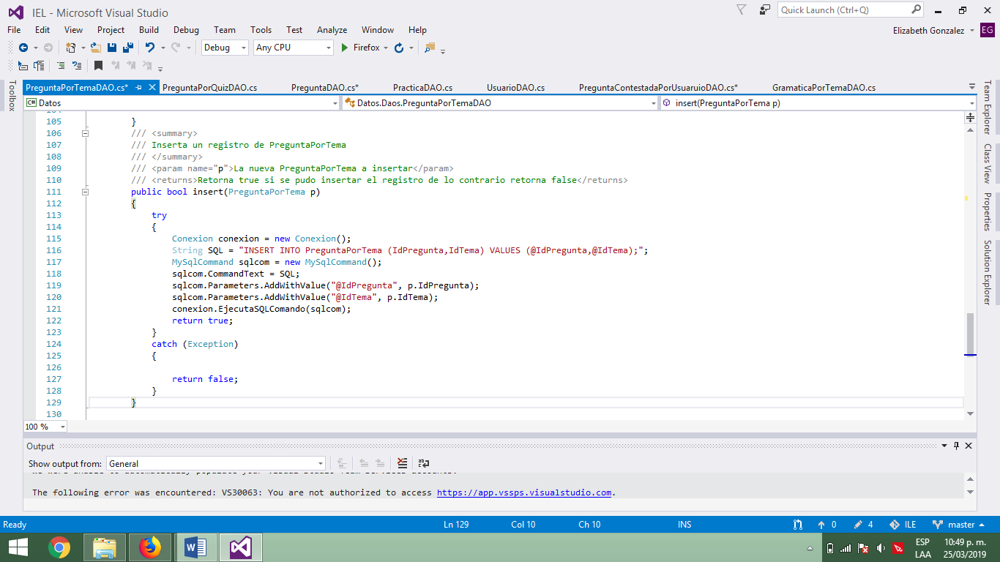 IEL - Microsoft Visual Studio
Quick Launch (Ctrl+Q)
File Edit View Project Build Debug Team Tools Test Analyze Window Help
Elizabeth Gonzalez EG
Debug Any CPU Firefox
Toolbox
PreguntaPorTemaDAO.cs* PreguntaPorQuizDAO.cs PreguntaDAO.cs* PracticaDAO.cs UsuarioDAO.cs PreguntaContestadaPorUsuaruioDAO.cs* GramaticaPorTemaDAO.cs
C# Datos Datos.Daos.PreguntaPorTemaDAO insert(PreguntaPorTema p)
105 }
106 /// <summary>
107 /// Inserta un registro de PreguntaPorTema
108 /// </summary>
109 /// <param name="p">La nueva PreguntaPorTema a insertar</param>
110 /// <returns>Retorna true si se pudo insertar el registro de lo contrario retorna false</returns>
111 public bool insert(PreguntaPorTema p)
112 {
113 try
114 {
115 Conexion conexion = new Conexion();
116 String SQL = "INSERT INTO PreguntaPorTema (IdPregunta,IdTema) VALUES (@IdPregunta,@IdTema);";
117 MySqlCommand sqlcom = new MySqlCommand();
118 sqlcom.CommandText = SQL;
119 sqlcom.Parameters.AddWithValue("@IdPregunta", p.IdPregunta);
120 sqlcom.Parameters.AddWithValue("@IdTema", p.IdTema);
121 conexion.EjecutaSQLComando(sqlcom);
122 return true;
123 }
124 catch (Exception)
125 {
126
127 return false;
128 }
129 }
130
Team Explorer
Class View
Properties
Solution Explorer
100 %
Output
Show output from: General
The following error was encountered: VS30063: You are not authorized to access https://app.vssps.visualstudio.com.
Ready Ln 129 Col 10 Ch 10 INS 0 4 ILE master
ESP 10:49 p. m.
LAA 25/03/2019